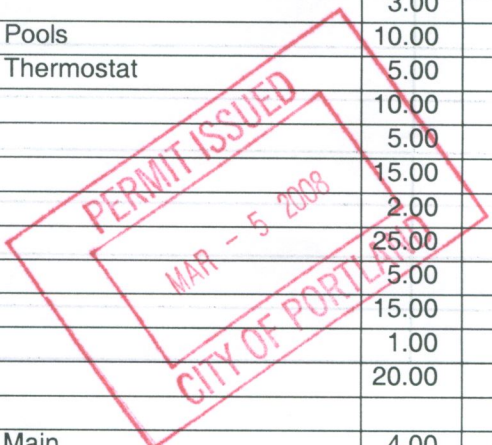 3.00
Pools 10.00
Thermostat 5.00
10.00
5.00
15.00
2.00
25.00
5.00
15.00
1.00
20.00
Main 4.00
PERMIT ISSUED
MAR - 5 2008
CITY OF PORTLAND